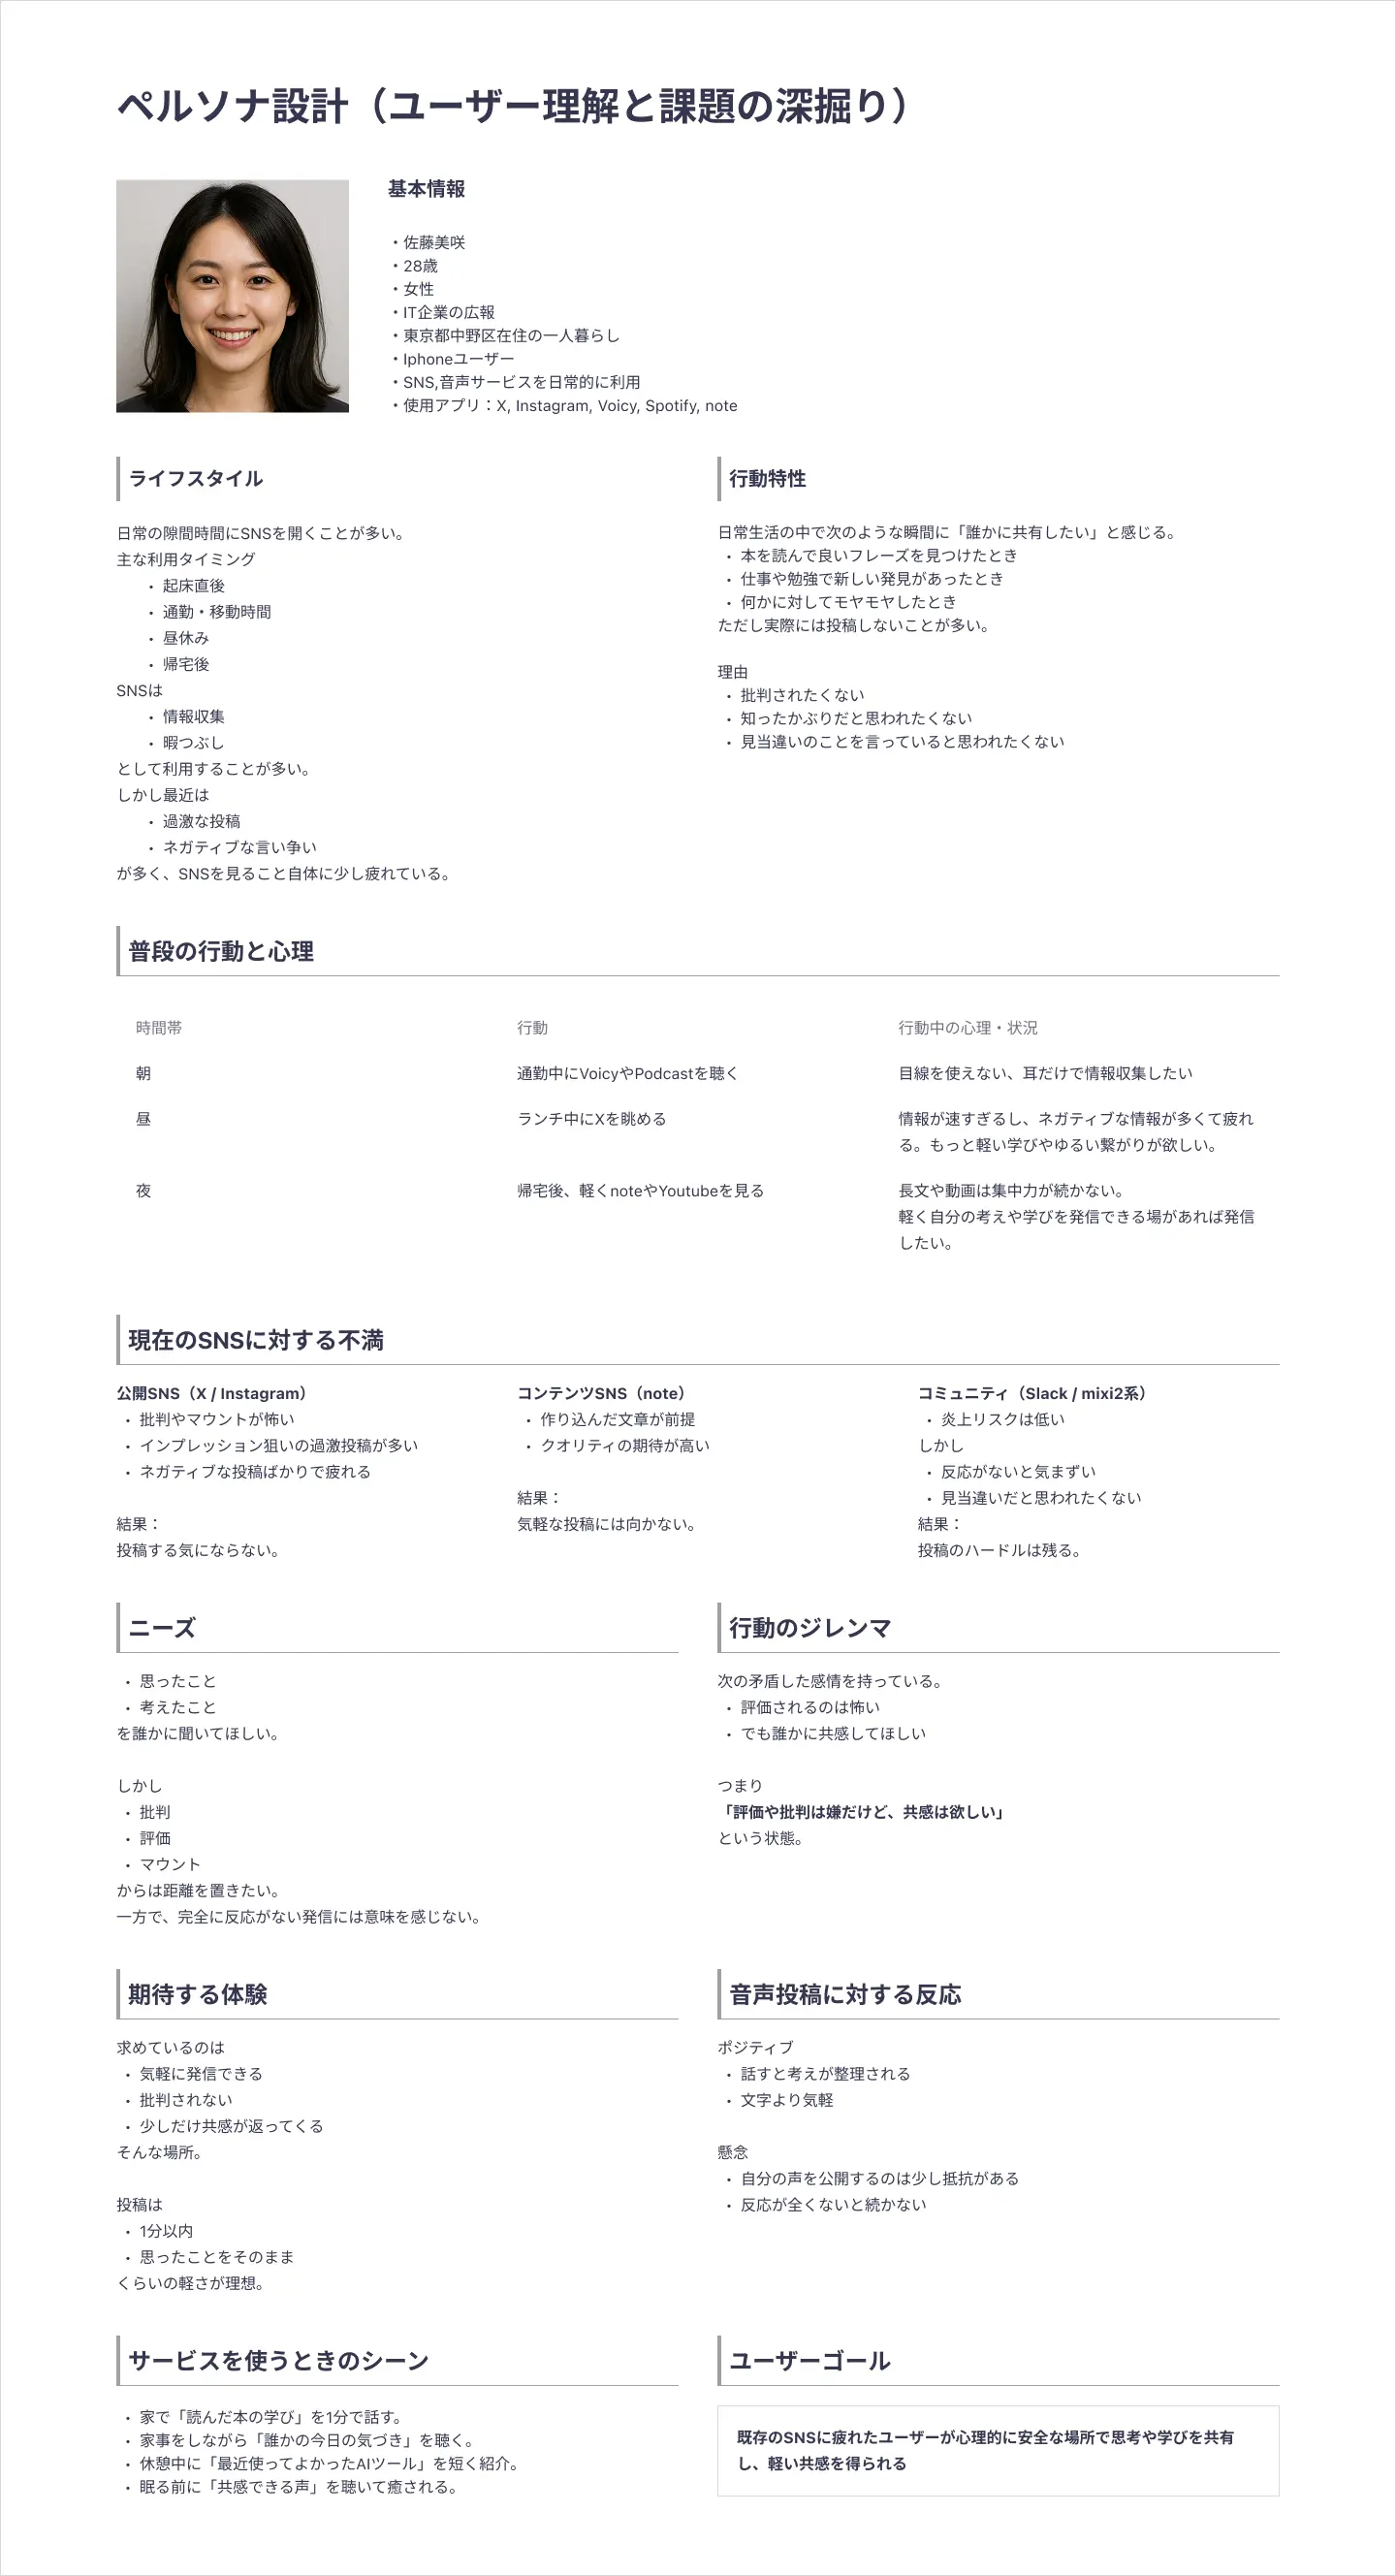 ペルソナ設計（ユーザー理解と課題の深掘り）
基本情報
・佐藤美咲
・28歳
・女性
・IT企業の広報
・東京都中野区在住の一人暮らし
・Iphoneユーザー
・SNS,音声サービスを日常的に利用
・使用アプリ：X, Instagram, Voicy, Spotify, note
ライフスタイル
日常の隙間時間にSNSを開くことが多い。
主な利用タイミング
・ 起床直後
・ 通勤・移動時間
・ 昼休み
・ 帰宅後
SNSは
・ 情報収集
・ 暇つぶし
として利用することが多い。
しかし最近は
・ 過激な投稿
・ ネガティブな言い争い
が多く、SNSを見ること自体に少し疲れている。
行動特性
日常生活の中で次のような瞬間に「誰かに共有したい」と感じる。
・ 本を読んで良いフレーズを見つけたとき
・ 仕事や勉強で新しい発見があったとき
・ 何かに対してモヤモヤしたとき
ただし実際には投稿しないことが多い。
理由
・ 批判されたくない
・ 知ったかぶりだと思われたくない
・ 見当違いのことを言っていると思われたくない
普段の行動と心理
時間帯 行動 行動中の心理・状況
朝 通勤中にVoicyやPodcastを聴く 目線を使えない、耳だけで情報収集したい
昼 ランチ中にXを眺める 情報が速すぎるし、ネガティブな情報が多くて疲れ
る。もっと軽い学びやゆるい繋がりが欲しい。
夜 帰宅後、軽くnoteやYoutubeを見る 長文や動画は集中力が続かない。
軽く自分の考えや学びを発信できる場があれば発信
したい。
現在のSNSに対する不満
公開SNS（X / Instagram）
・ 批判やマウントが怖い
・ インプレッション狙いの過激投稿が多い
・ ネガティブな投稿ばかりで疲れる
結果：
投稿する気にならない。
コンテンツSNS（note）
・ 作り込んだ文章が前提
・ クオリティの期待が高い
結果：
気軽な投稿には向かない。
コミュニティ（Slack / mixi2系）
・ 炎上リスクは低い
しかし
・ 反応がないと気まずい
・ 見当違いだと思われたくない
結果：
投稿のハードルは残る。
ニーズ
・ 思ったこと
・ 考えたこと
を誰かに聞いてほしい。
しかし
・ 批判
・ 評価
・ マウント
からは距離を置きたい。
一方で、完全に反応がない発信には意味を感じない。
行動のジレンマ
次の矛盾した感情を持っている。
・ 評価されるのは怖い
・ でも誰かに共感してほしい
つまり
「評価や批判は嫌だけど、共感は欲しい」
という状態。
期待する体験
求めているのは
・ 気軽に発信できる
・ 批判されない
・ 少しだけ共感が返ってくる
そんな場所。
投稿は
・ 1分以内
・ 思ったことをそのまま
くらいの軽さが理想。
音声投稿に対する反応
ポジティブ
・ 話すと考えが整理される
・ 文字より気軽
懸念
・ 自分の声を公開するのは少し抵抗がある
・ 反応が全くないと続かない
サービスを使うときのシーン
・ 家で「読んだ本の学び」を1分で話す。
・ 家事をしながら「誰かの今日の気づき」を聴く。
・ 休憩中に「最近使ってよかったAIツール」を短く紹介。
・ 眠る前に「共感できる声」を聴いて癒される。
ユーザーゴール
既存のSNSに疲れたユーザーが心理的に安全な場所で思考や学びを共有
し、軽い共感を得られる